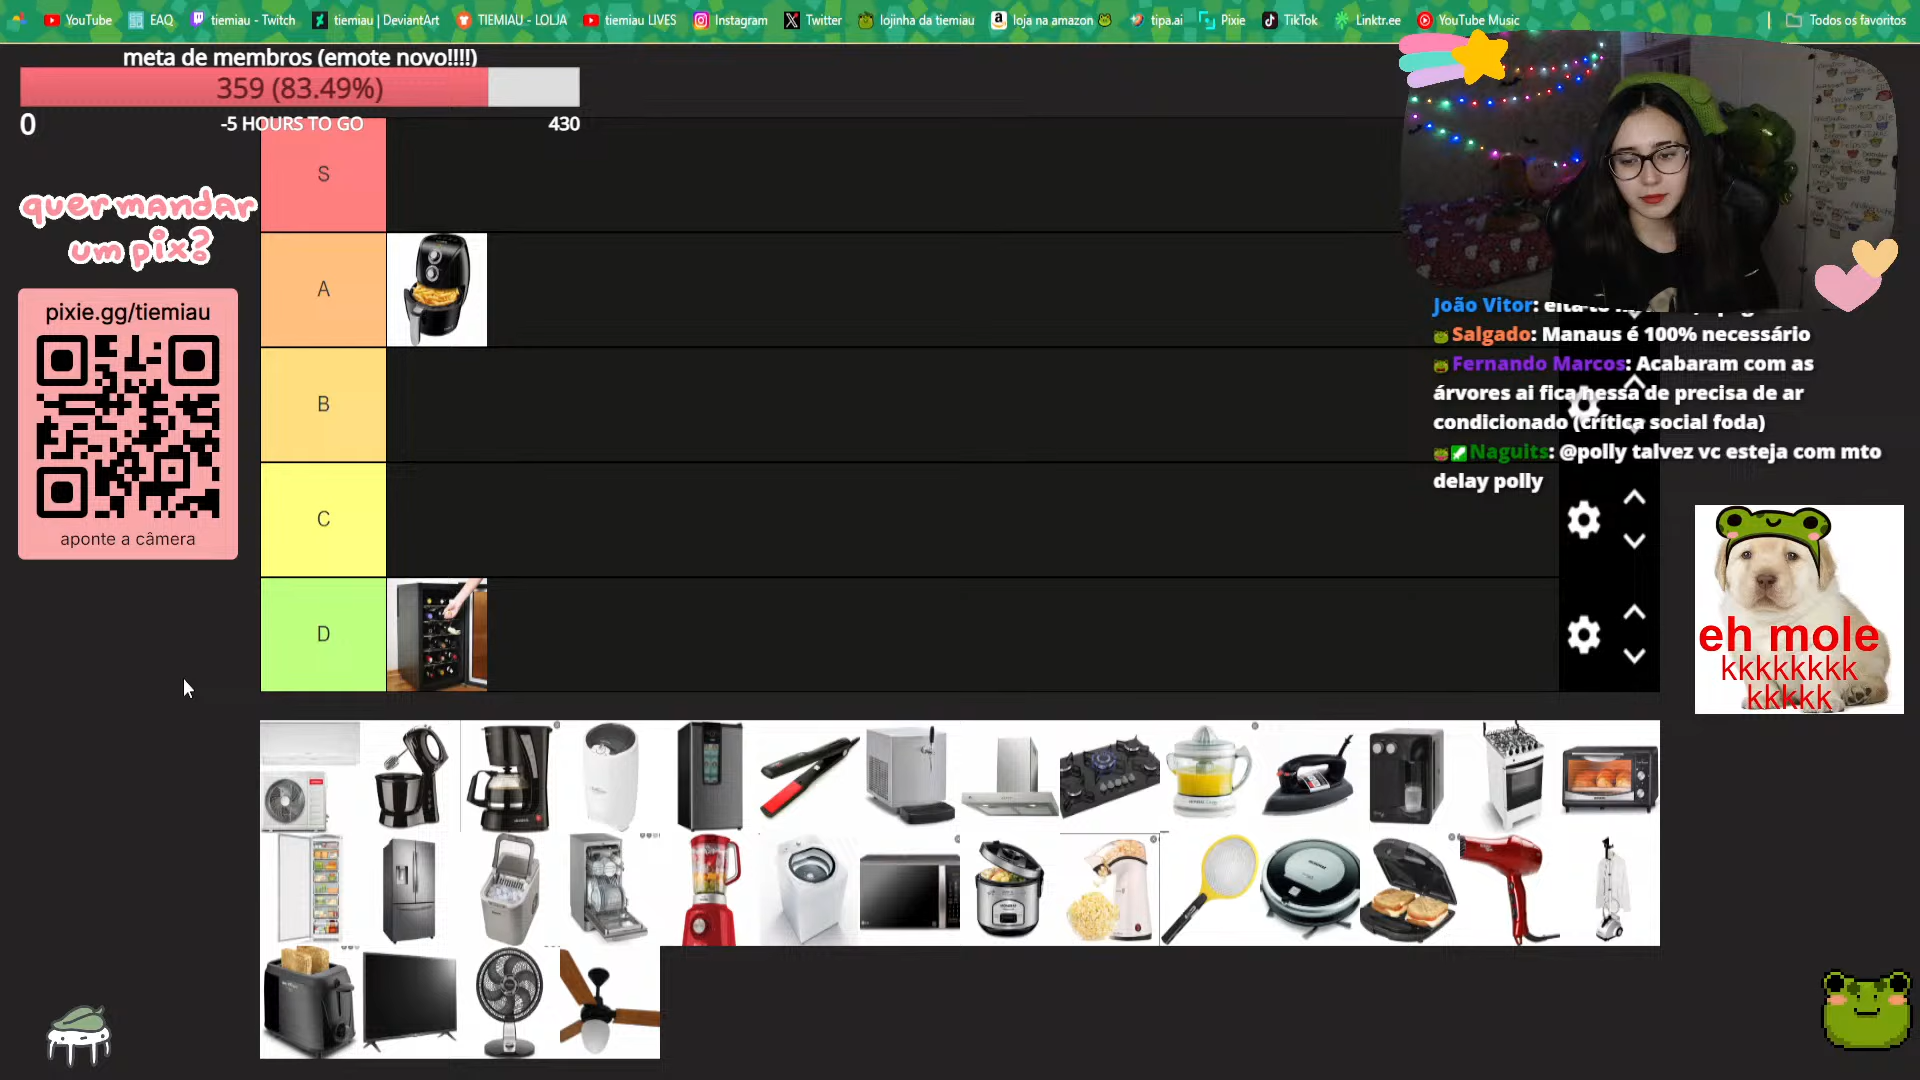 YouTube
EAQ
tiemiau - Twitch
tiemiau | DeviantArt
TIEMIAU - LOLJA
tiemiau LIVES
Instagram
Twitter
lojinha da tiemiau
loja na amazon
tipa.ai
Pixie
TikTok
Linktr.ee
YouTube Music
Todos os favoritos
meta de membros (emote novo!!!!)
359 (83.49%)
0
-5 HOURS TO GO
430
quer mandar
um pix?
pixie.gg/tiemiau
aponte a câmera
S
A
B
C
D
João Vitor:
Salgado: Manaus é 100% necessário
Fernando Marcos: Acabaram com as
árvores ai fica nessa de precisa de ar
condicionado (crítica social foda)
Naguits: @polly talvez vc esteja com mto
delay polly
eh mole
kkkkkkkk
kkkkk